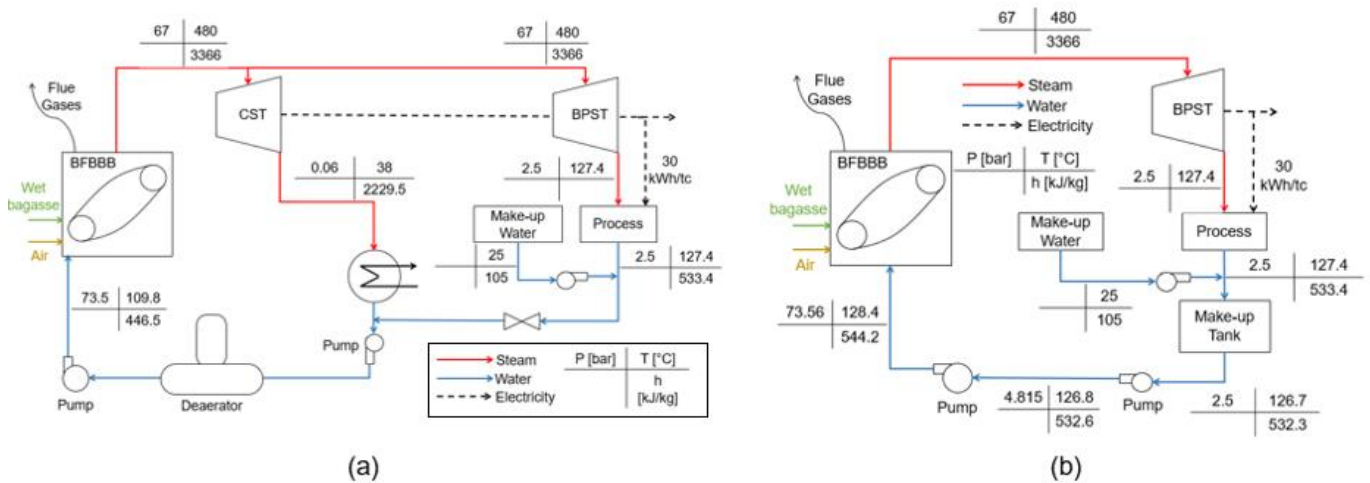 67 480
3366
67 480
3366
Flue
Gases
CST
BPST
BFBBB
0.06 38
2229.5
2.5 127.4
30
kWh/tc
Wet
bagasse
Air
Make-up
Water
Process
25
105
2.5 127.4
533.4
73.5 109.8
446.5
Pump
Pump
Deaerator
Steam
Water
Electricity
P [bar] T [°C]
h
[kJ/kg]
(a)
67 480
3366
Flue
Gases
Steam
Water
Electricity
BPST
BFBBB
P [bar] T [°C]
h [kJ/kg]
2.5 127.4
30
kWh/tc
Wet
bagasse
Air
Make-up
Water
Process
2.5 127.4
533.4
25
105
Make-up
Tank
73.56 128.4
544.2
Pump
4.815 126.8
532.6
Pump
2.5 126.7
532.3
(b)